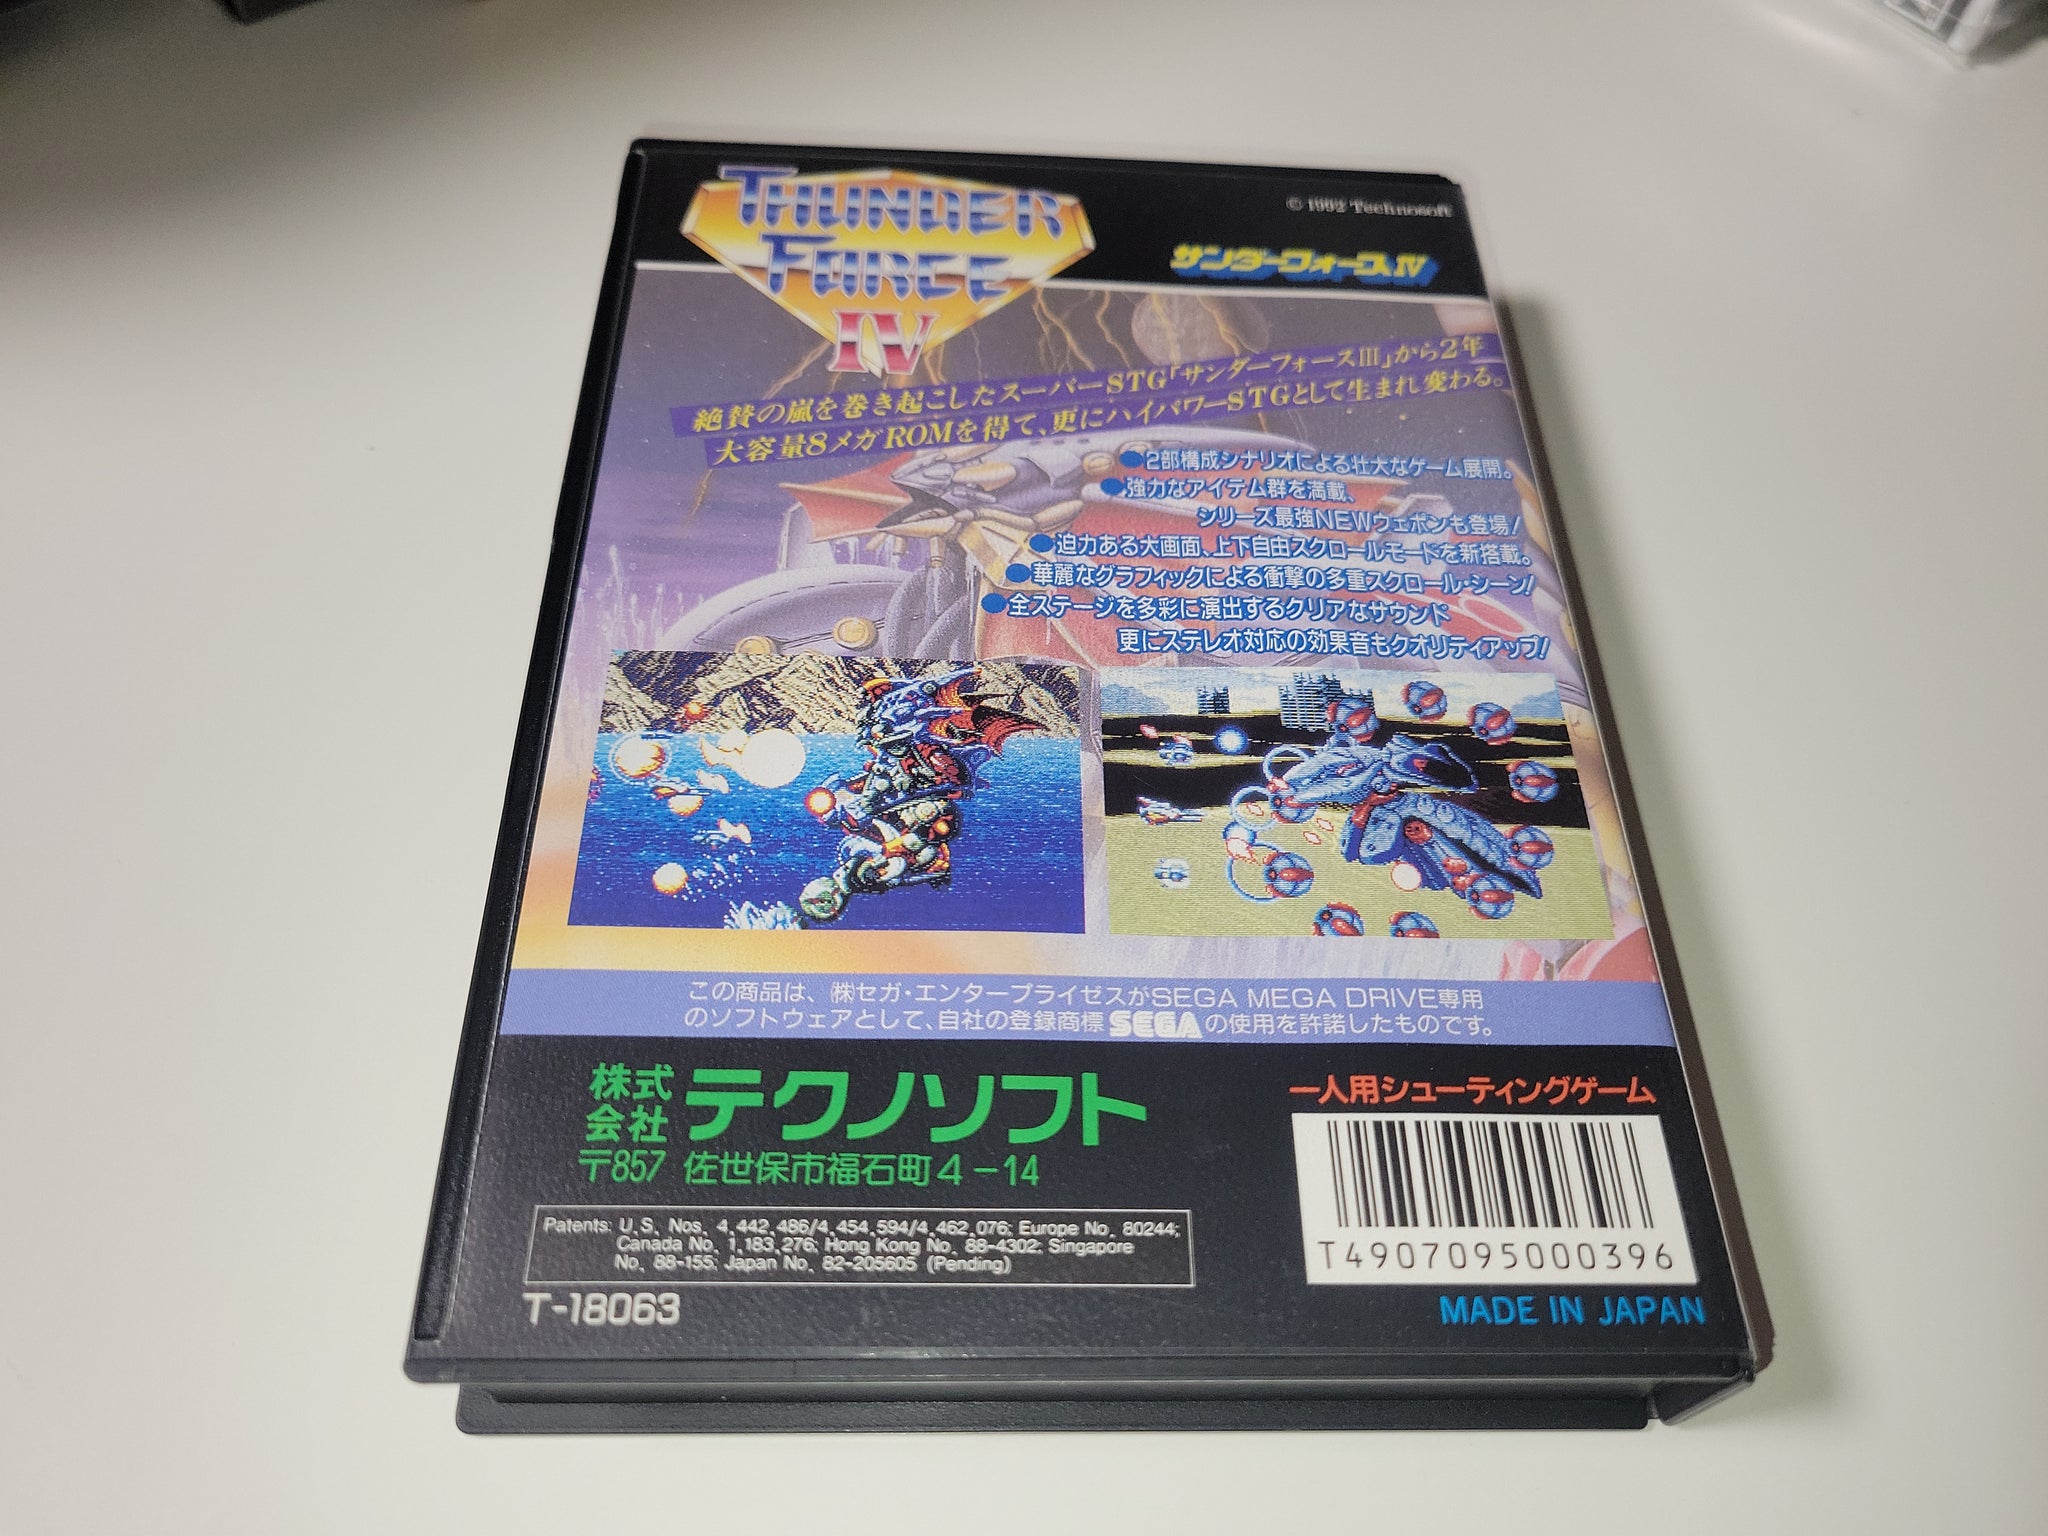 THUNDER
FORCE
IV
© 1992 Technosoft
サンダーフォースIV
絶賛の嵐を巻き起こしたスーパーSTG「サンダーフォースIII」から2年
大容量8メガROMを得て、更にハイパワーSTGとして生まれ変わる。
●2部構成シナリオによる壮大なゲーム展開。
●強力なアイテム群を満載、
シリーズ最強NEWウェポンも登場!
●迫力ある大画面、上下自由スクロールモードを新搭載。
●華麗なグラフィックによる衝撃の多重スクロール・シーン!
●全ステージを多彩に演出するクリアなサウンド
更にステレオ対応の効果音もクオリティアップ!
この商品は、㈱セガ・エンタープライゼスがSEGA MEGA DRIVE専用
のソフトウェアとして、自社の登録商標 SEGA の使用を許諾したものです。
株式会社 テクノソフト
〒857 佐世保市福石町4-14
一人用シューティングゲーム
T4907095000396
Patents: U.S. Nos. 4,442,486/4,454,594/4,462,076; Europe No. 80244;
Canada No. 1,183,276; Hong Kong No. 88-4302; Singapore
No. 88-155; Japan No. 82-205605 (Pending)
T-18063
MADE IN JAPAN